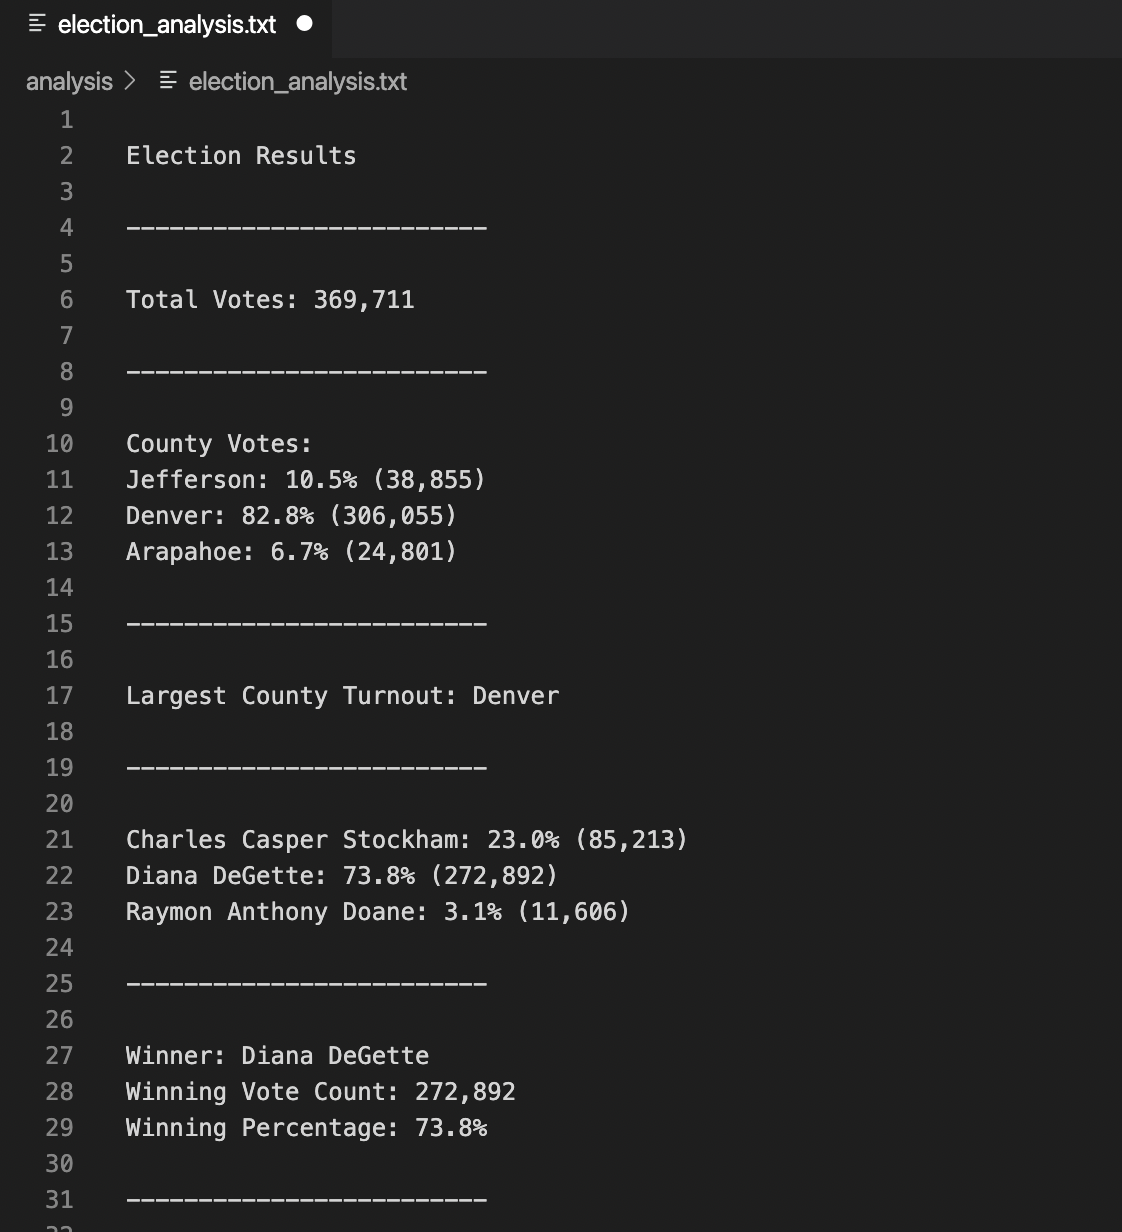 election_analysis.txt
analysis > election_analysis.txt
1
2 Election Results
3
4 -------------------------
5
6 Total Votes: 369,711
7
8 -------------------------
9
10 County Votes:
11 Jefferson: 10.5% (38,855)
12 Denver: 82.8% (306,055)
13 Arapahoe: 6.7% (24,801)
14
15 -------------------------
16
17 Largest County Turnout: Denver
18
19 -------------------------
20
21 Charles Casper Stockham: 23.0% (85,213)
22 Diana DeGette: 73.8% (272,892)
23 Raymon Anthony Doane: 3.1% (11,606)
24
25 -------------------------
26
27 Winner: Diana DeGette
28 Winning Vote Count: 272,892
29 Winning Percentage: 73.8%
30
31 -------------------------